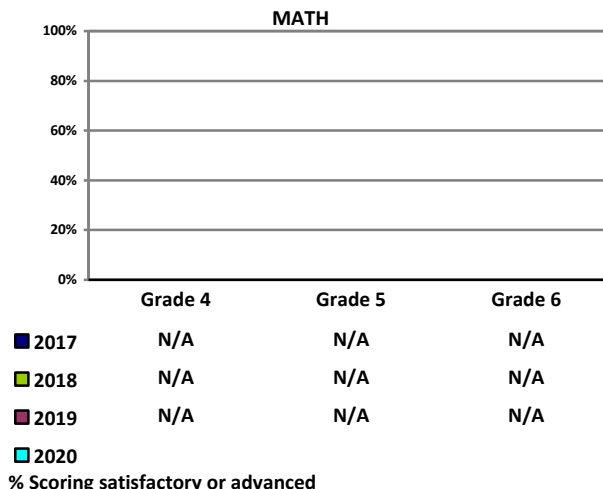 MATH
100%
80%
60%
40%
20%
0%
Grade 4 Grade 5 Grade 6
2017 N/A N/A N/A
2018 N/A N/A N/A
2019 N/A N/A N/A
2020
% Scoring satisfactory or advanced